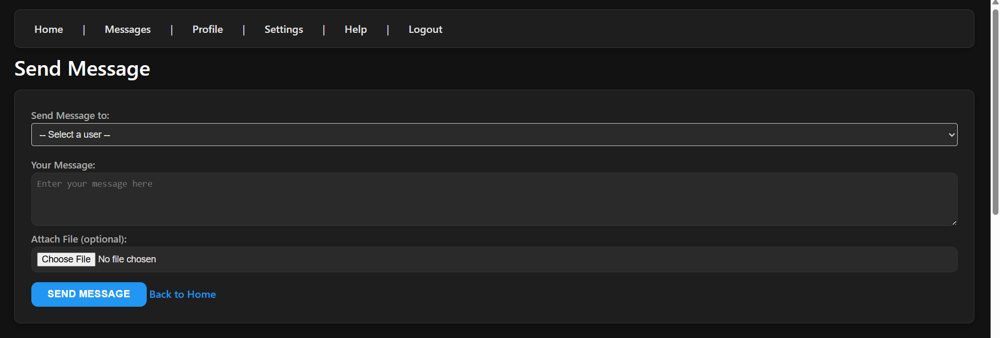 Home | Messages | Profile | Settings | Help | Logout
Send Message
Send Message to:
-- Select a user --
Your Message:
Enter your message here
Attach File (optional):
Choose File No file chosen
SEND MESSAGE Back to Home